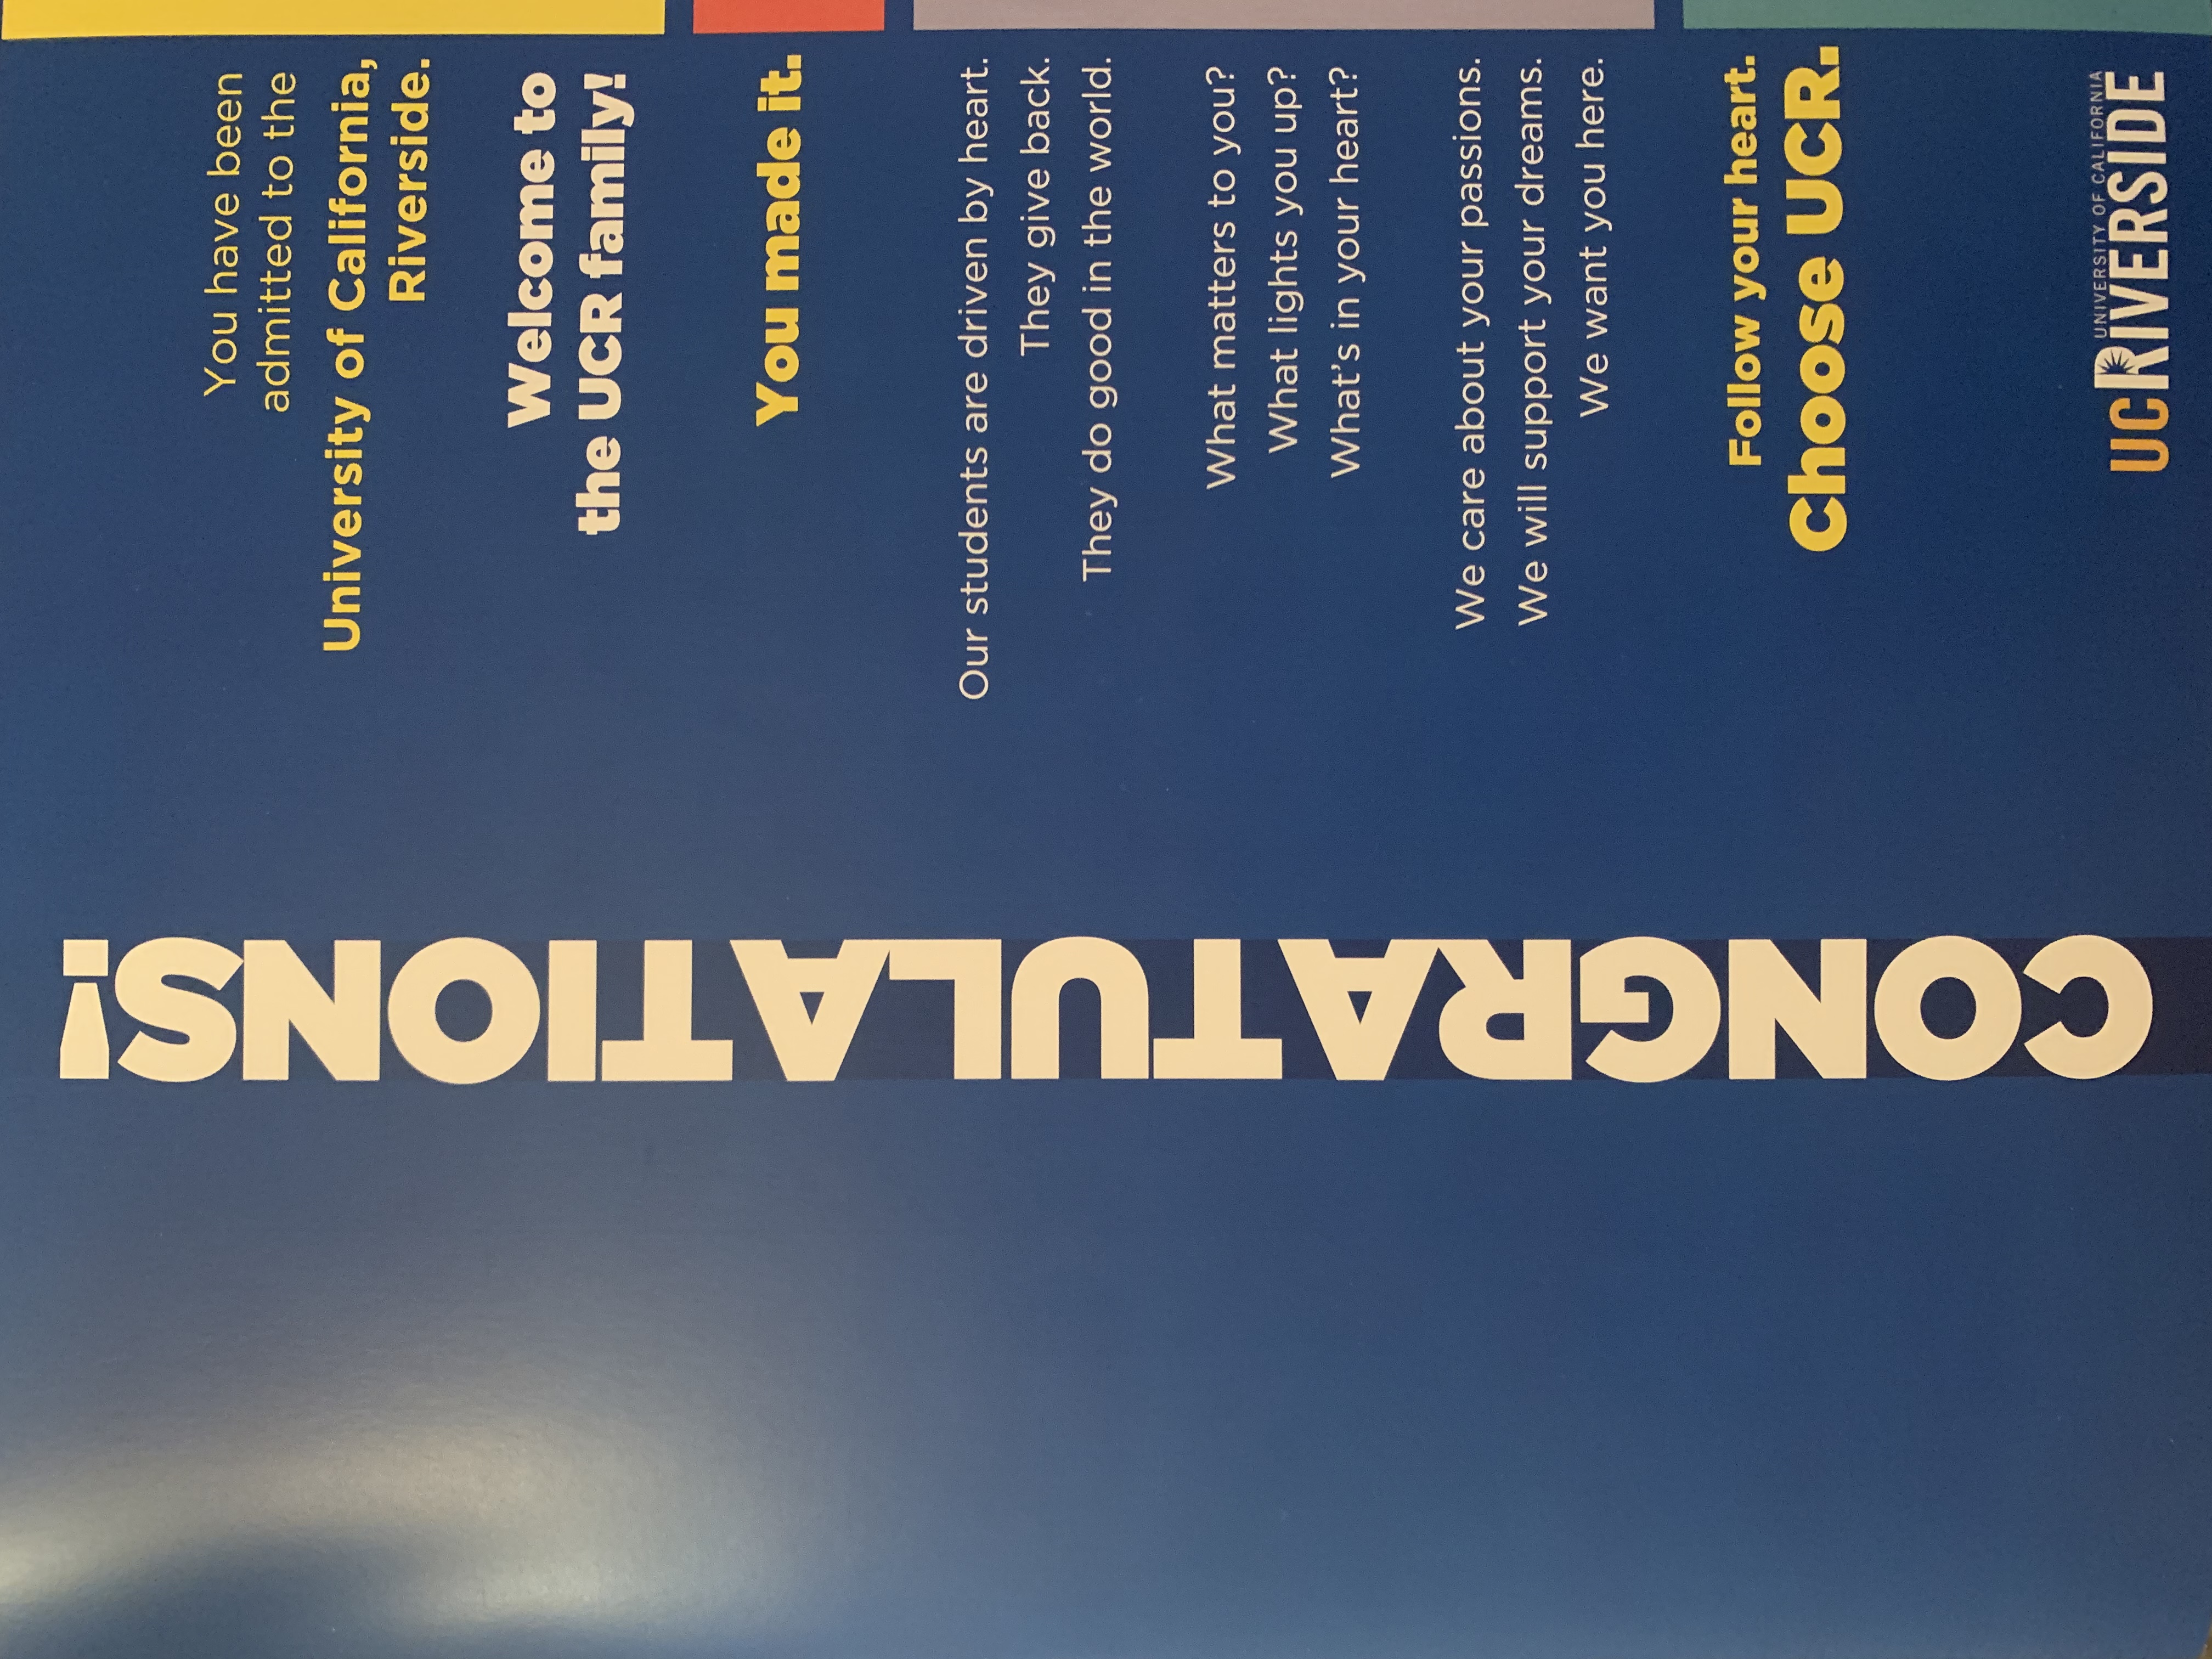 CONGRATULATIONS!
You have been
admitted to the
University of California,
Riverside.
Welcome to
the UCR family!
You made it.
Our students are driven by heart.
They give back.
They do good in the world.
What matters to you?
What lights you up?
What's in your heart?
We care about your passions.
We will support your dreams.
We want you here.
Follow your heart.
Choose UCR.
UNIVERSITY OF CALIFORNIA
UCRIVERSIDE